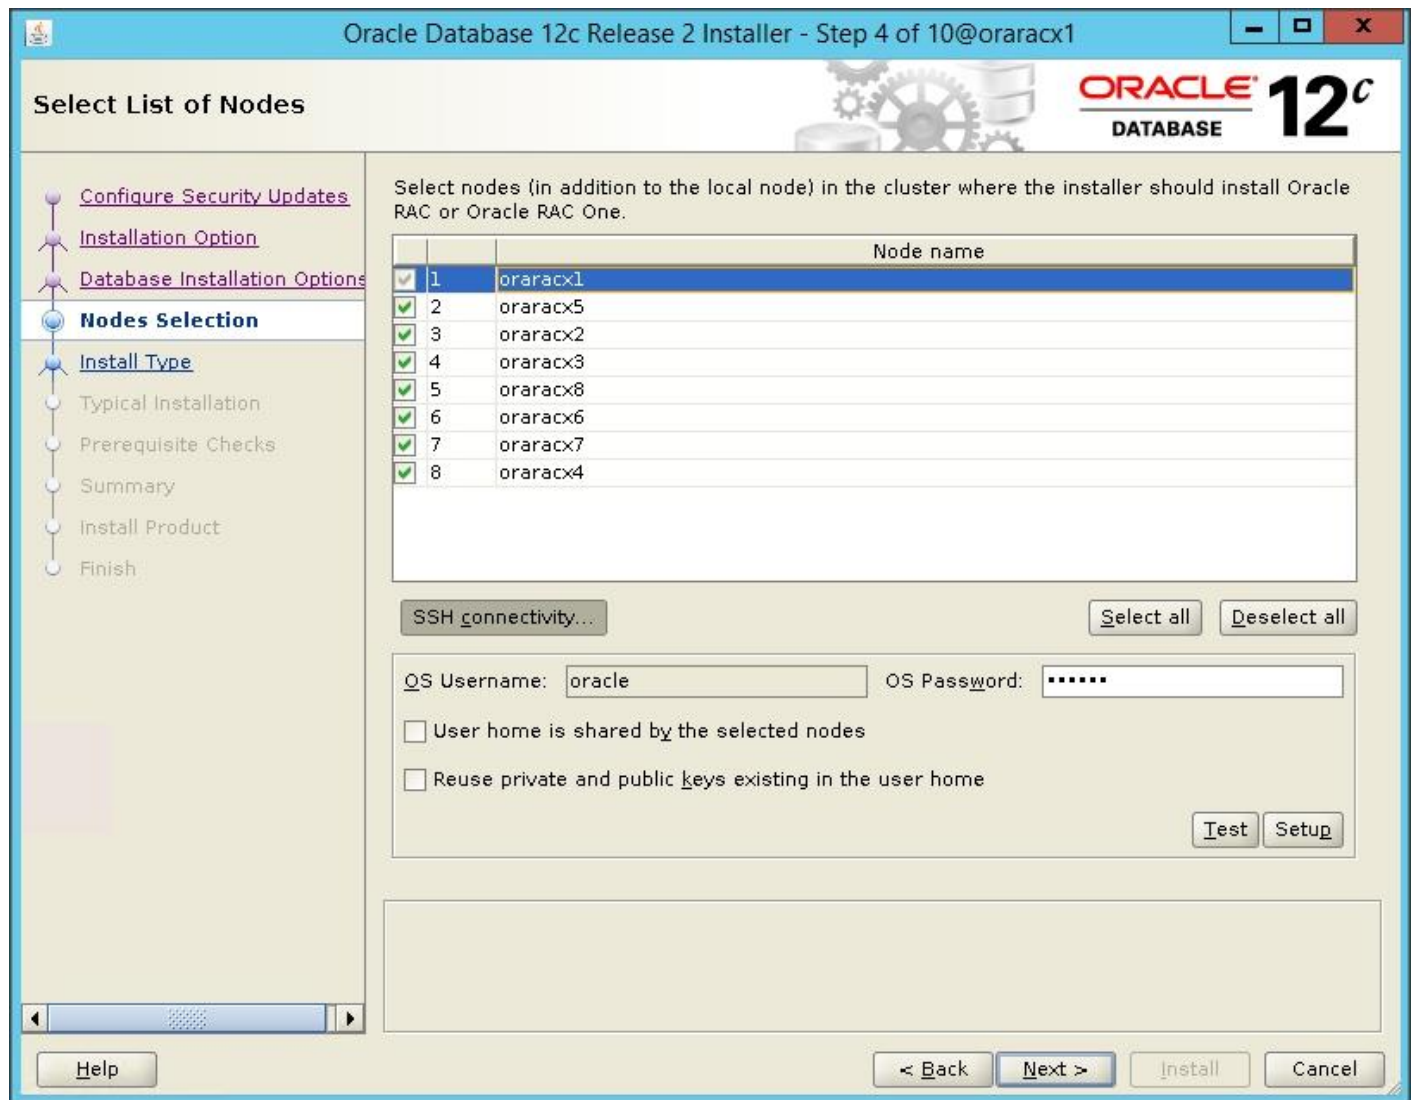 Oracle Database 12c Release 2 Installer - Step 4 of 10@oraracx1
Select List of Nodes
ORACLE
DATABASE
12c
Configure Security Updates
Installation Option
Database Installation Options
Nodes Selection
Install Type
Typical Installation
Prerequisite Checks
Summary
Install Product
Finish
Select nodes (in addition to the local node) in the cluster where the installer should install Oracle
RAC or Oracle RAC One.
Node name
1 oraracx1
2 oraracx5
3 oraracx2
4 oraracx3
5 oraracx8
6 oraracx6
7 oraracx7
8 oraracx4
SSH connectivity...
Select all
Deselect all
OS Username: oracle OS Password: ••••••
User home is shared by the selected nodes
Reuse private and public keys existing in the user home
Test
Setup
Help
< Back
Next >
Install
Cancel